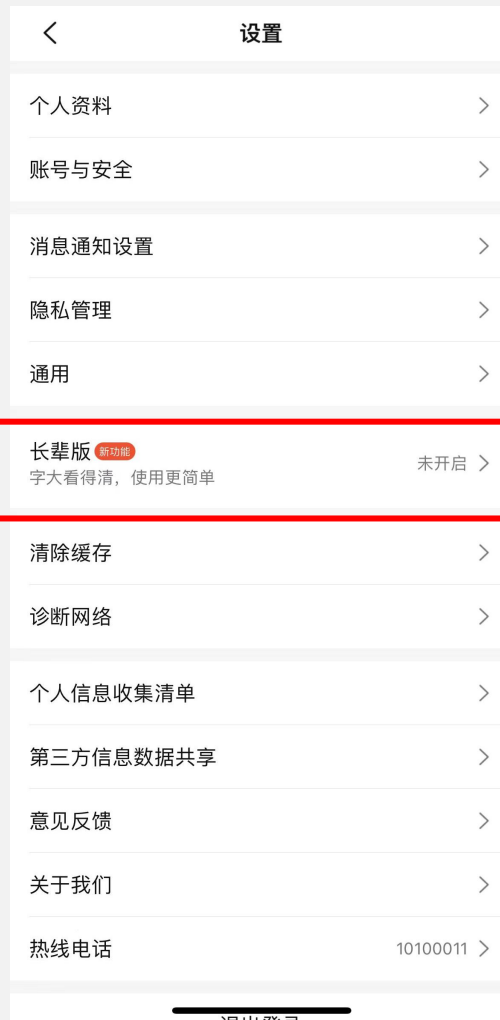 设置
个人资料
账号与安全
消息通知设置
隐私管理
通用
长辈版 新功能
字大看得清，使用更简单
未开启
清除缓存
诊断网络
个人信息收集清单
第三方信息数据共享
意见反馈
关于我们
热线电话 10100011
退出登录